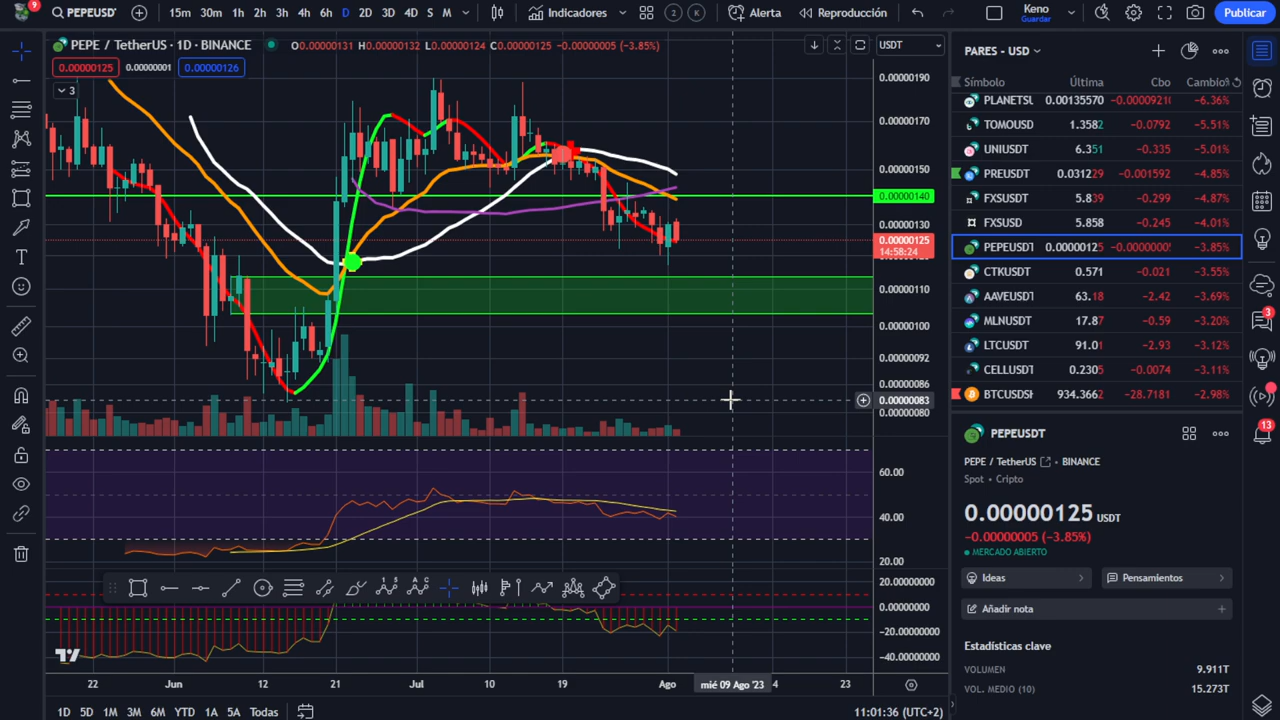 9 PEPEUSD' 15m 30m 1h 2h 3h 4h 6h D 2D 3D 4D S M Indicadores 2 K Alerta Reproducción Keno Publicar
Guardar
PEPE / TetherUS · 1D · BINANCE O0.00000131 H0.00000132 L0.00000124 C0.00000125 -0.00000005 (-3.85%) USDT
0.00000125 0.00000001 0.00000126
3
0.00000190
0.00000170
0.00000150
0.00000140
0.00000130
0.00000125
14:58:24
0.00000110
0.00000100
0.00000092
0.00000086
0.00000083
0.00000080
60.00
40.00
20.00
20.00000000
0.00000000
-20.00000000
-40.00000000
22 Jun 12 21 Jul 10 19 Ago mié 09 Ago '23 4 23
1D 5D 1M 3M 6M YTD 1A 5A Todas 11:01:36 (UTC+2)
PARES - USD
Símbolo Última Cbo Cambio%
PLANETSU 0.00135570 -0.0000921 -6.36%
TOMOUSD 1.3582 -0.0792 -5.51%
UNIUSDT 6.351 -0.335 -5.01%
PREUSDT 0.031229 -0.001592 -4.85%
FXSUSDT 5.839 -0.299 -4.87%
FXSUSD 5.858 -0.245 -4.01%
PEPEUSDT 0.00000125 -0.0000000 -3.85%
CTKUSDT 0.571 -0.021 -3.55%
AAVEUSDT 63.18 -2.42 -3.69%
MLNUSDT 17.87 -0.59 -3.20%
LTCUSDT 91.01 -2.93 -3.12%
CELLUSDT 0.2305 -0.0074 -3.11%
BTCUSDSH 934.3662 -28.7181 -2.98%
PEPEUSDT
PEPE / TetherUS · BINANCE
Spot • Cripto
0.00000125 USDT
-0.00000005 (-3.85%)
MERCADO ABIERTO
Ideas Pensamientos
Añadir nota
Estadísticas clave
VOLUMEN 9.911T
VOL. MEDIO (10) 15.273T
3
13